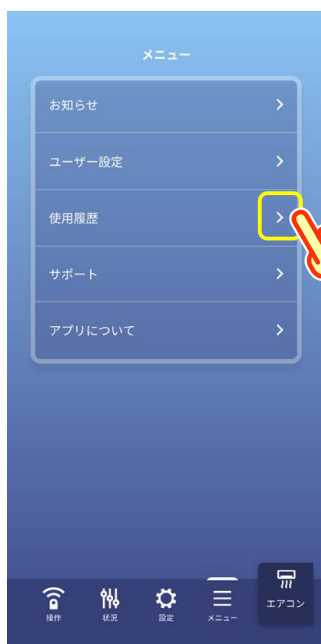 メニュー
お知らせ
ユーザー設定
使用履歴
サポート
アプリについて
操作
状況
設定
メニュー
エアコン